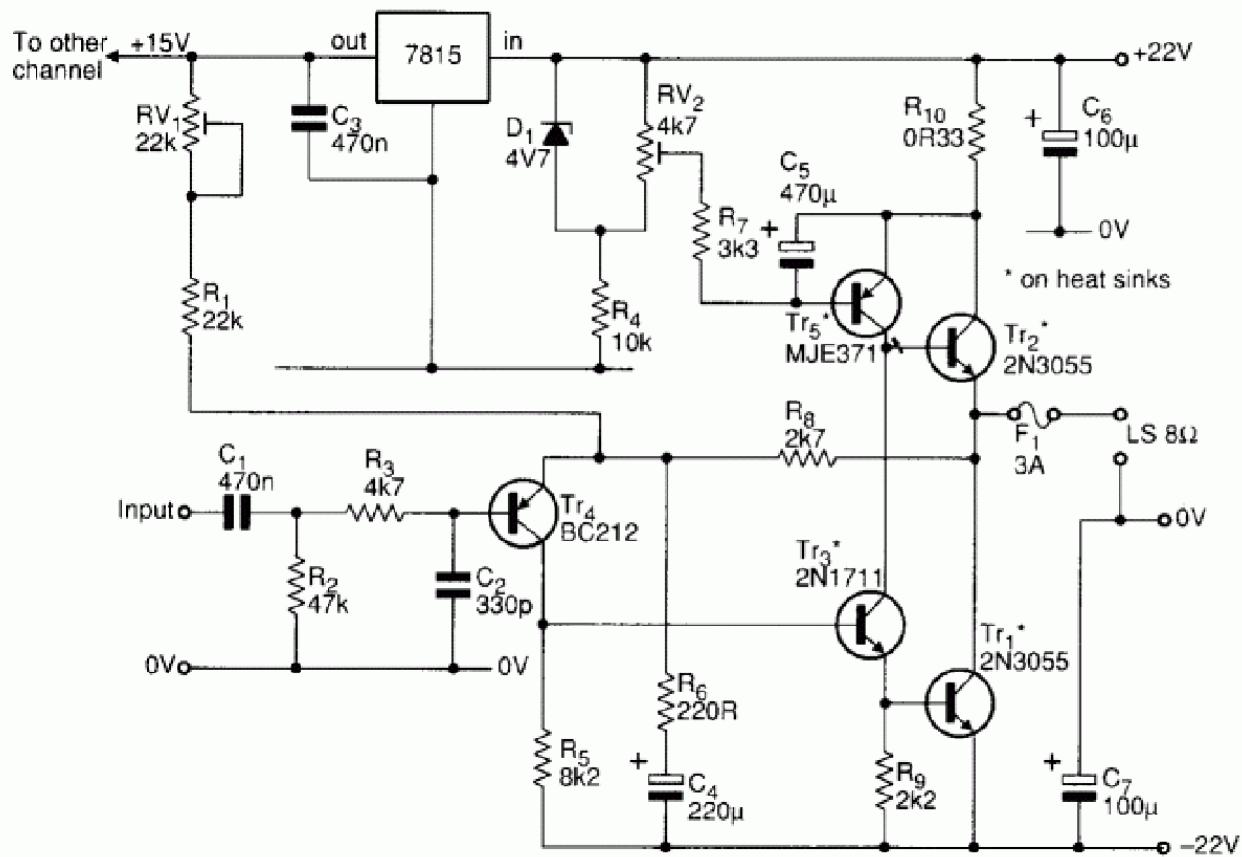 To other
channel
+15V
out
7815
in
+22V
RV1
22k
C3
470n
D1
4V7
RV2
4k7
R10
0R33
+
C6
100µ
C5
470µ
+
R7
3k3
0V
* on heat sinks
R1
22k
R4
10k
Tr5*
MJE371
Tr2*
2N3055
R8
2k7
F1
3A
LS 8Ω
C1
470n
R3
4k7
Input
Tr4
BC212
0V
R2
47k
C2
330p
Tr3*
2N1711
Tr1*
2N3055
0V
0V
R6
220R
R5
8k2
+
C4
220µ
R9
2k2
+
C7
100µ
–22V